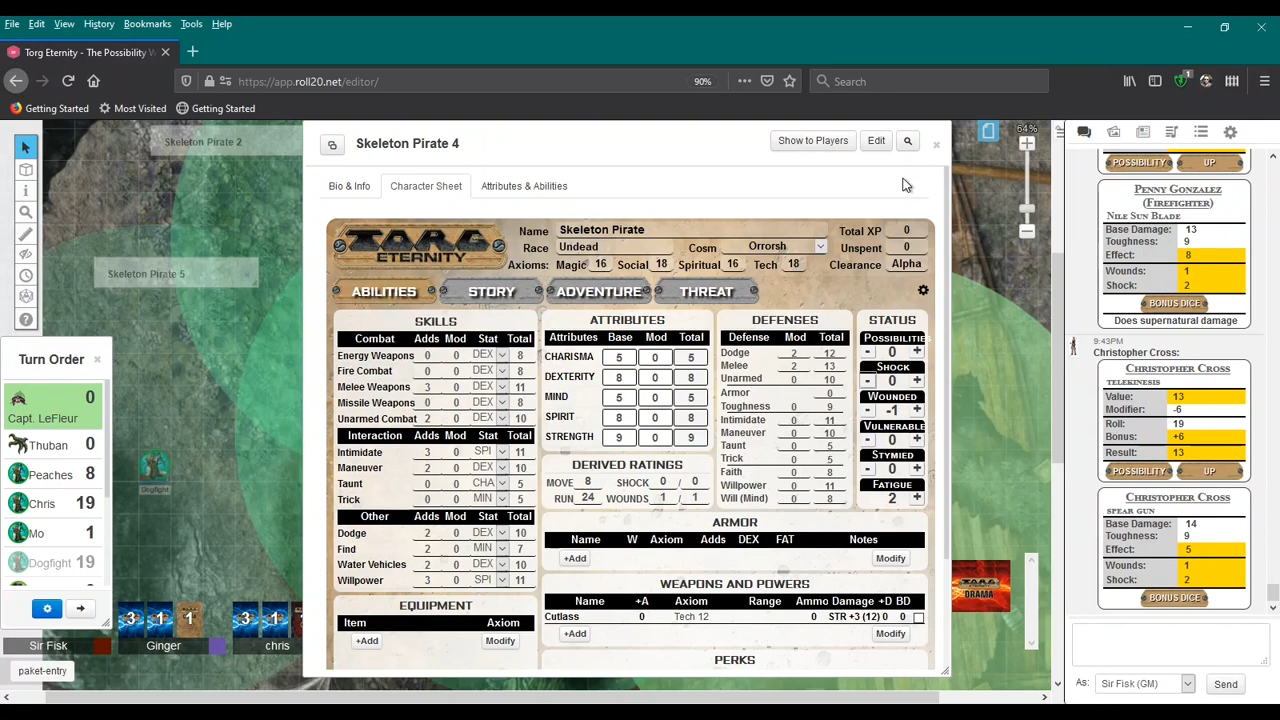 File Edit View History Bookmarks Tools Help
Torg Eternity - The Possibility W
https://app.roll20.net/editor/ 90% Search
Getting Started Most Visited Getting Started
Skeleton Pirate 2
Skeleton Pirate 5
Turn Order
Capt. LeFleur 0
Thuban 0
Peaches 8
Chris 19
Mo 1
Dogfight 19
Dogfight
3 1 1 3 1
Sir Fisk Ginger chris
paket-entry
Skeleton Pirate 4 Show to Players Edit
Bio & Info Character Sheet Attributes & Abilities
TORG ETERNITY
Name Skeleton Pirate Total XP 0
Race Undead Cosm Orrorsh Unspent 0
Axioms: Magic 16 Social 18 Spiritual 16 Tech 18 Clearance Alpha
ABILITIES STORY ADVENTURE THREAT
SKILLS
Combat Adds Mod Stat Total
Energy Weapons 0 0 DEX 8
Fire Combat 0 0 DEX 8
Melee Weapons 3 0 DEX 11
Missile Weapons 0 0 DEX 8
Unarmed Combat 2 0 DEX 10
Interaction Adds Mod Stat Total
Intimidate 3 0 SPI 11
Maneuver 2 0 DEX 10
Taunt 0 0 CHA 5
Trick 0 0 MIN 5
Other Adds Mod Stat Total
Dodge 2 0 DEX 10
Find 2 0 MIN 7
Water Vehicles 2 0 DEX 10
Willpower 3 0 SPI 11
EQUIPMENT
Item Axiom
+Add Modify
ATTRIBUTES
Attributes Base Mod Total
CHARISMA 5 0 5
DEXTERITY 8 0 8
MIND 5 0 5
SPIRIT 8 0 8
STRENGTH 9 0 9
DERIVED RATINGS
MOVE 8 SHOCK 0 / 0
RUN 24 WOUNDS 1 / 1
DEFENSES
Defense Mod Total
Dodge 2 12
Melee 2 13
Unarmed 0 10
Armor 0
Toughness 0 9
Intimidate 0 11
Maneuver 0 10
Taunt 0 5
Trick 0 5
Faith 0 8
Willpower 0 11
Will (Mind) 0 8
STATUS
POSSIBILITIES
- 0 +
SHOCK
- 0 +
WOUNDED
- -1 +
VULNERABLE
- 0 +
STYMIED
- 0 +
FATIGUE
2 +
ARMOR
Name W Axiom Adds DEX FAT Notes
+Add Modify
WEAPONS AND POWERS
Name +A Axiom Range Ammo Damage +D BD
Cutlass 0 Tech 12 0 STR +3 (12) 0 0
+Add Modify
PERKS
64%
DRAMA
POSSIBILITY UP
PENNY GONZALEZ
(FIREFIGHTER)
NILE SUN BLADE
Base Damage: 13
Toughness: 9
Effect: 8
Wounds: 1
Shock: 2
BONUS DICE
Does supernatural damage
9:43PM
Christopher Cross:
CHRISTOPHER CROSS
TELEKINESIS
Value: 13
Modifier: -6
Roll: 19
Bonus: +6
Result: 13
POSSIBILITY UP
CHRISTOPHER CROSS
SPEAR GUN
Base Damage: 14
Toughness: 9
Effect: 5
Wounds: 1
Shock: 2
BONUS DICE
As: Sir Fisk (GM) Send